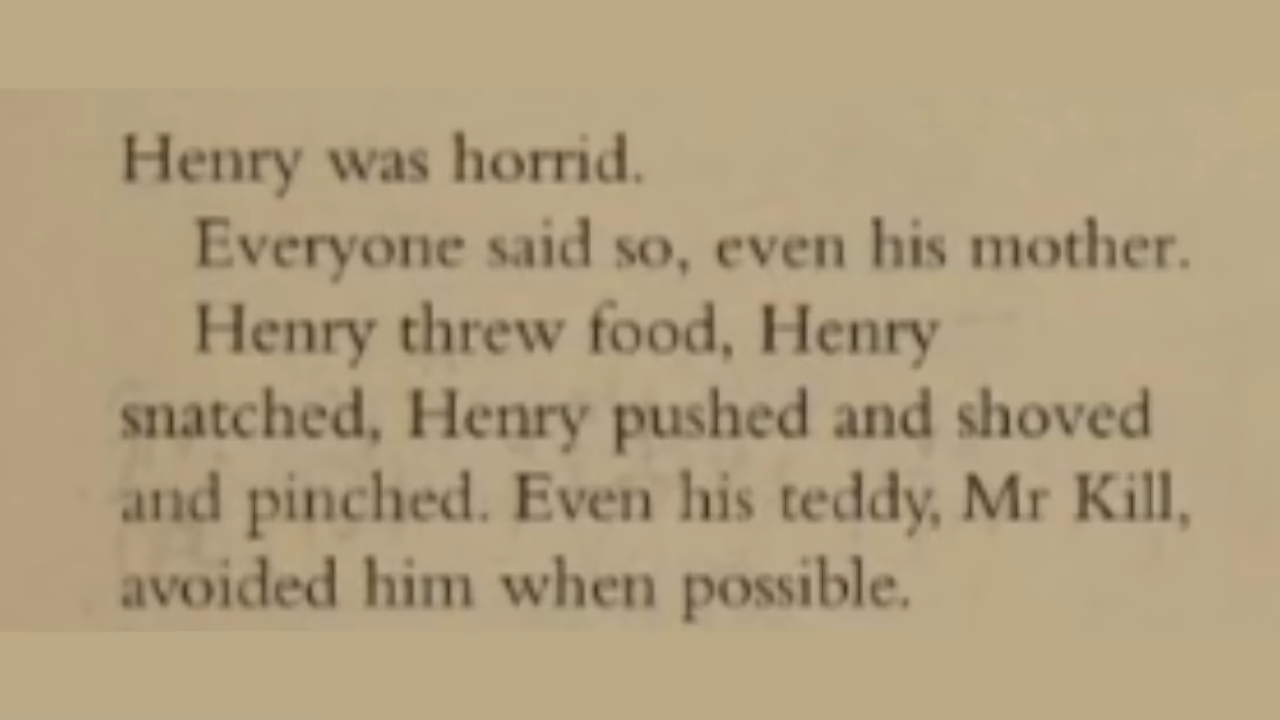 Henry was horrid.
Everyone said so, even his mother.
Henry threw food, Henry
snatched, Henry pushed and shoved
and pinched. Even his teddy, Mr Kill,
avoided him when possible.